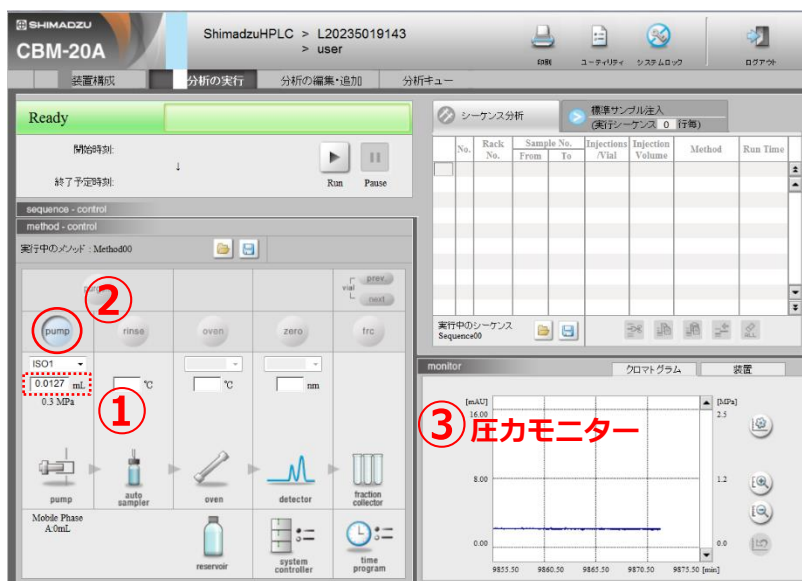 SHIMADZU
CBM-20A
ShimadzuHPLC > L20235019143
> user
印刷
ユーティリティ
システムロック
ログアウト
装置構成
分析の実行
分析の編集・追加
分析キュー
Ready
開始時刻:
↓
終了予定時刻:
Run
Pause
sequence - control
method - control
実行中のメソッド : Method00
②
vial
prev
next
pump
rinse
oven
zero
frc
ISO1
0.0127 mL
℃
℃
nm
0.3 MPa
①
pump
auto
sampler
oven
detector
fraction
collector
Mobile Phase
A:0mL
reservoir
system
controller
time
program
シーケンス分析
標準サンプル注入
(実行シーケンス 0 行毎)
No.
Rack
No.
Sample No.
From To
Injections
/Vial
Injection
Volume
Method
Run Time
実行中のシーケンス
Sequence00
monitor
クロマトグラム
装置
③ 圧力モニター
[mAU]
16.00
8.00
0.00
[MPa]
2.5
1.2
0.0
9855.50 9860.50 9865.50 9870.50 9875.50 [min]